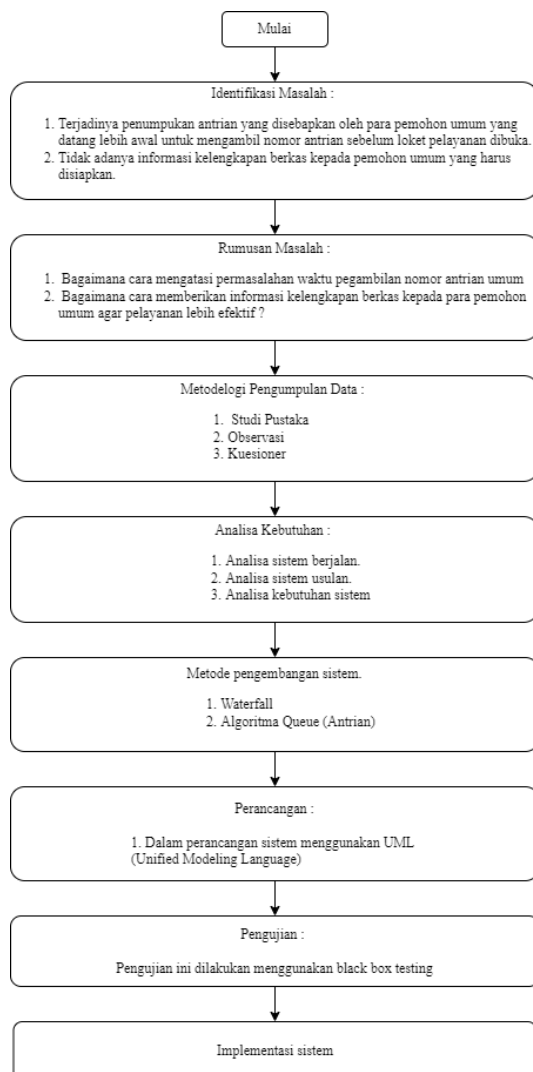 Mulai
Identifikasi Masalah :
1. Terjadinya penumpukan antrian yang disebapkan oleh para pemohon umum yang
datang lebih awal untuk mengambil nomor antrian sebelum loket pelayanan dibuka.
2. Tidak adanya informasi kelengkapan berkas kepada pemohon umum yang harus
disiapkan.
Rumusan Masalah :
1. Bagaimana cara mengatasi permasalahan waktu pegambilan nomor antrian umum
2. Bagaimana cara memberikan informasi kelengkapan berkas kepada para pemohon
umum agar pelayanan lebih efektif ?
Metodelogi Pengumpulan Data :
1. Studi Pustaka
2. Observasi
3. Kuesioner
Analisa Kebutuhan :
1. Analisa sistem berjalan.
2. Analisa sistem usulan.
3. Analisa kebutuhan sistem
Metode pengembangan sistem.
1. Waterfall
2. Algoritma Queue (Antrian)
Perancangan :
1. Dalam perancangan sistem menggunakan UML
(Unified Modeling Language)
Pengujian :
Pengujian ini dilakukan menggunakan black box testing
Implementasi sistem